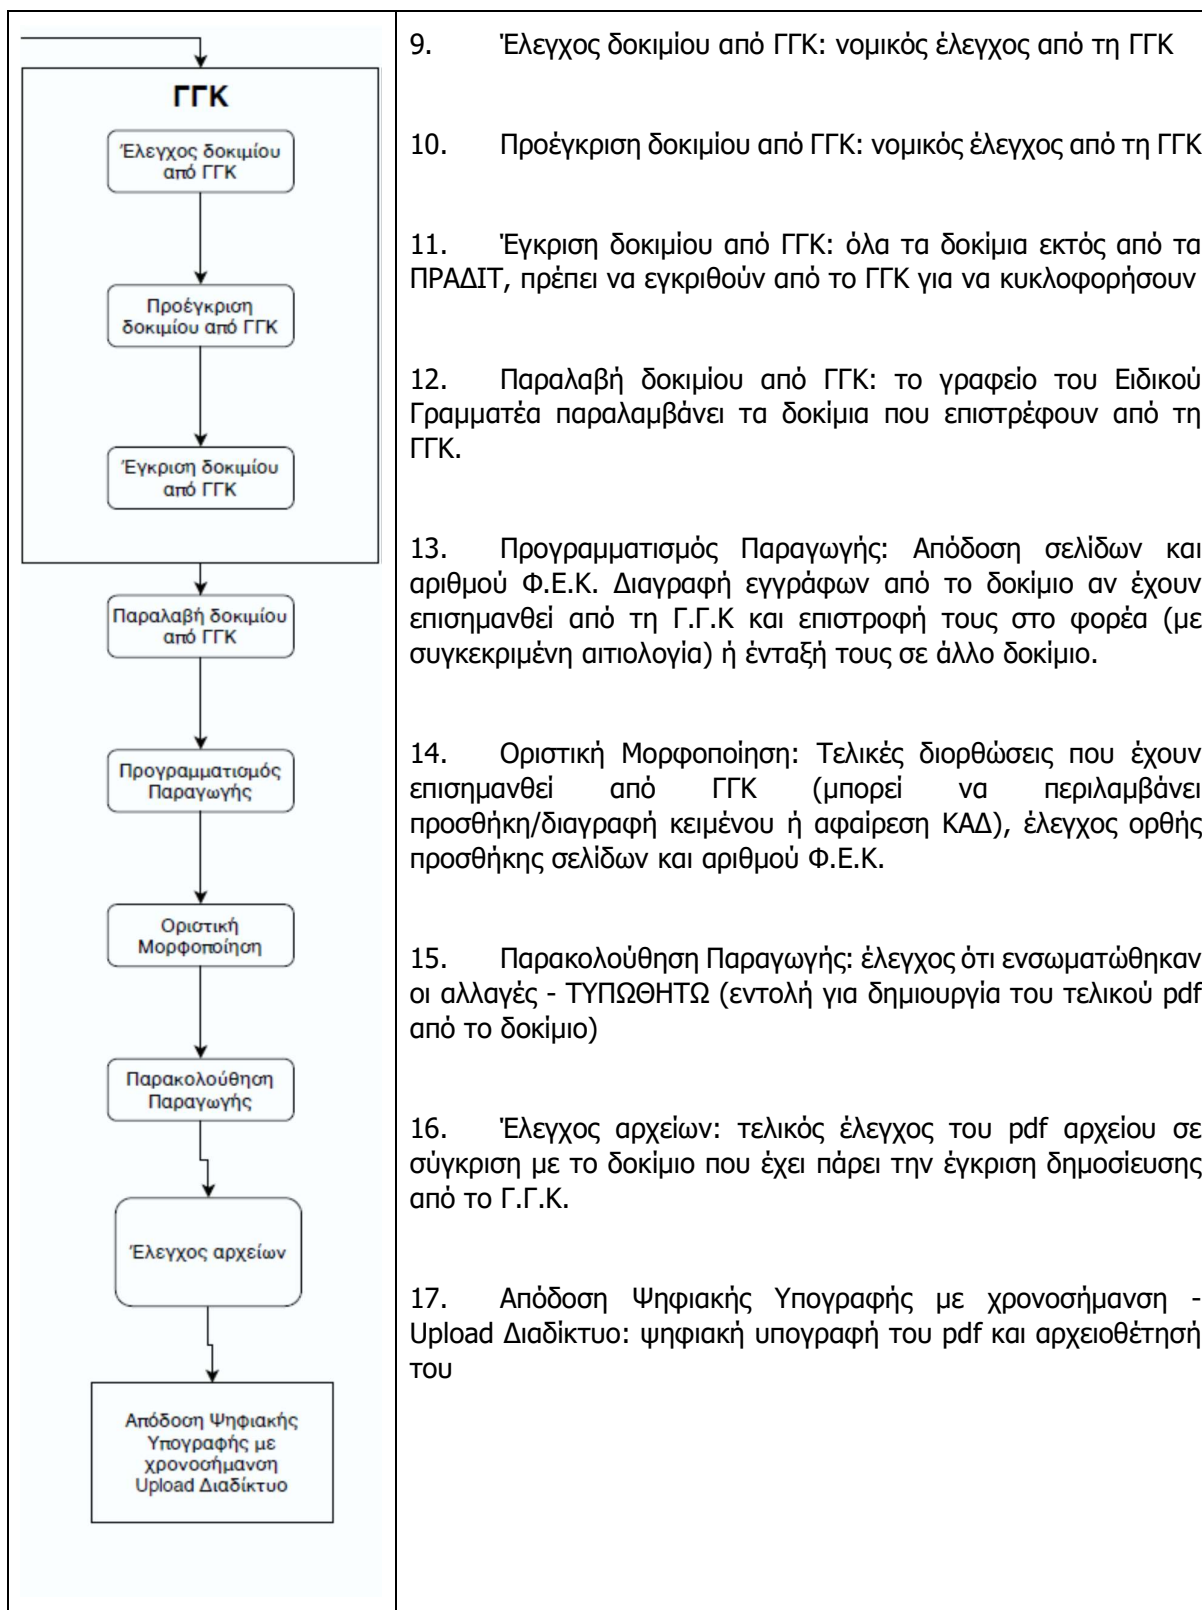 ΓΓΚ
Έλεγχος δοκιμίου
από ΓΓΚ
Προέγκριση
δοκιμίου από ΓΓΚ
Έγκριση δοκιμίου
από ΓΓΚ
Παραλαβή δοκιμίου
από ΓΓΚ
Προγραμματισμός
Παραγωγής
Οριστική
Μορφοποίηση
Παρακολούθηση
Παραγωγής
Έλεγχος αρχείων
Απόδοση Ψηφιακής
Υπογραφής με
χρονοσήμανση
Upload Διαδίκτυο
9. Έλεγχος δοκιμίου από ΓΓΚ: νομικός έλεγχος από τη ΓΓΚ
10. Προέγκριση δοκιμίου από ΓΓΚ: νομικός έλεγχος από τη ΓΓΚ
11. Έγκριση δοκιμίου από ΓΓΚ: όλα τα δοκίμια εκτός από τα
ΠΡΑΔΙΤ, πρέπει να εγκριθούν από το ΓΓΚ για να κυκλοφορήσουν
12. Παραλαβή δοκιμίου από ΓΓΚ: το γραφείο του Ειδικού
Γραμματέα παραλαμβάνει τα δοκίμια που επιστρέφουν από τη
ΓΓΚ.
13. Προγραμματισμός Παραγωγής: Απόδοση σελίδων και
αριθμού Φ.Ε.Κ. Διαγραφή εγγράφων από το δοκίμιο αν έχουν
επισημανθεί από τη Γ.Γ.Κ και επιστροφή τους στο φορέα (με
συγκεκριμένη αιτιολογία) ή ένταξή τους σε άλλο δοκίμιο.
14. Οριστική Μορφοποίηση: Τελικές διορθώσεις που έχουν
επισημανθεί από ΓΓΚ (μπορεί να περιλαμβάνει
προσθήκη/διαγραφή κειμένου ή αφαίρεση ΚΑΔ), έλεγχος ορθής
προσθήκης σελίδων και αριθμού Φ.Ε.Κ.
15. Παρακολούθηση Παραγωγής: έλεγχος ότι ενσωματώθηκαν
οι αλλαγές - ΤΥΠΩΘΗΤΩ (εντολή για δημιουργία του τελικού pdf
από το δοκίμιο)
16. Έλεγχος αρχείων: τελικός έλεγχος του pdf αρχείου σε
σύγκριση με το δοκίμιο που έχει πάρει την έγκριση δημοσίευσης
από το Γ.Γ.Κ.
17. Απόδοση Ψηφιακής Υπογραφής με χρονοσήμανση -
Upload Διαδίκτυο: ψηφιακή υπογραφή του pdf και αρχειοθέτησή
του